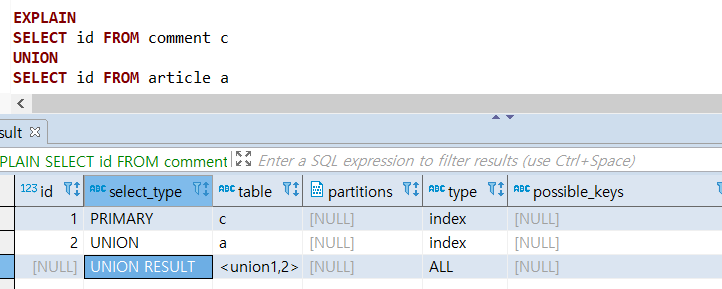 EXPLAIN
SELECT id FROM comment c
UNION
SELECT id FROM article a
sult
PLAIN SELECT id FROM comment Enter a SQL expression to filter results (use Ctrl+Space)
123 id ABC select_type ABC table partitions ABC type ABC possible_keys
1 PRIMARY c [NULL] index [NULL]
2 UNION a [NULL] index [NULL]
[NULL] UNION RESULT <union1,2> [NULL] ALL [NULL]